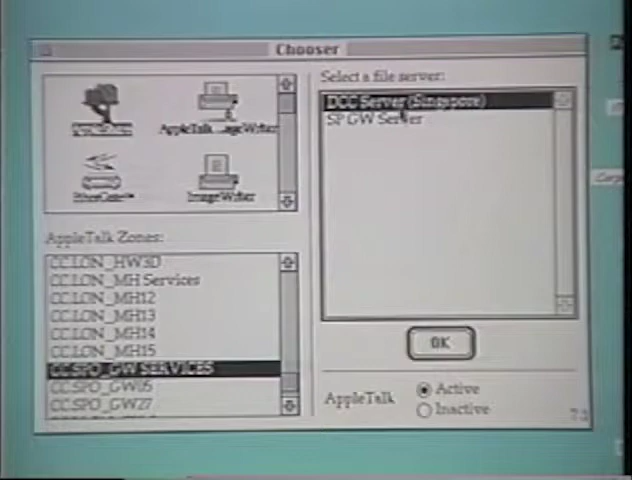 Chooser
AppleShare
AppleTalk ...ageWriter
ImageWriter
Select a file server:
DCC Server (Singapore)
SP GW Server
AppleTalk Zones:
CC.LON_HW3D
CC.LON_MH Services
CC.LON_MH12
CC.LON_MH13
CC.LON_MH14
CC.LON_MH15
CC.SPO_GW SERVICES
CC.SPO_GW05
CC.SPO_GW27
OK
AppleTalk
Active
Inactive